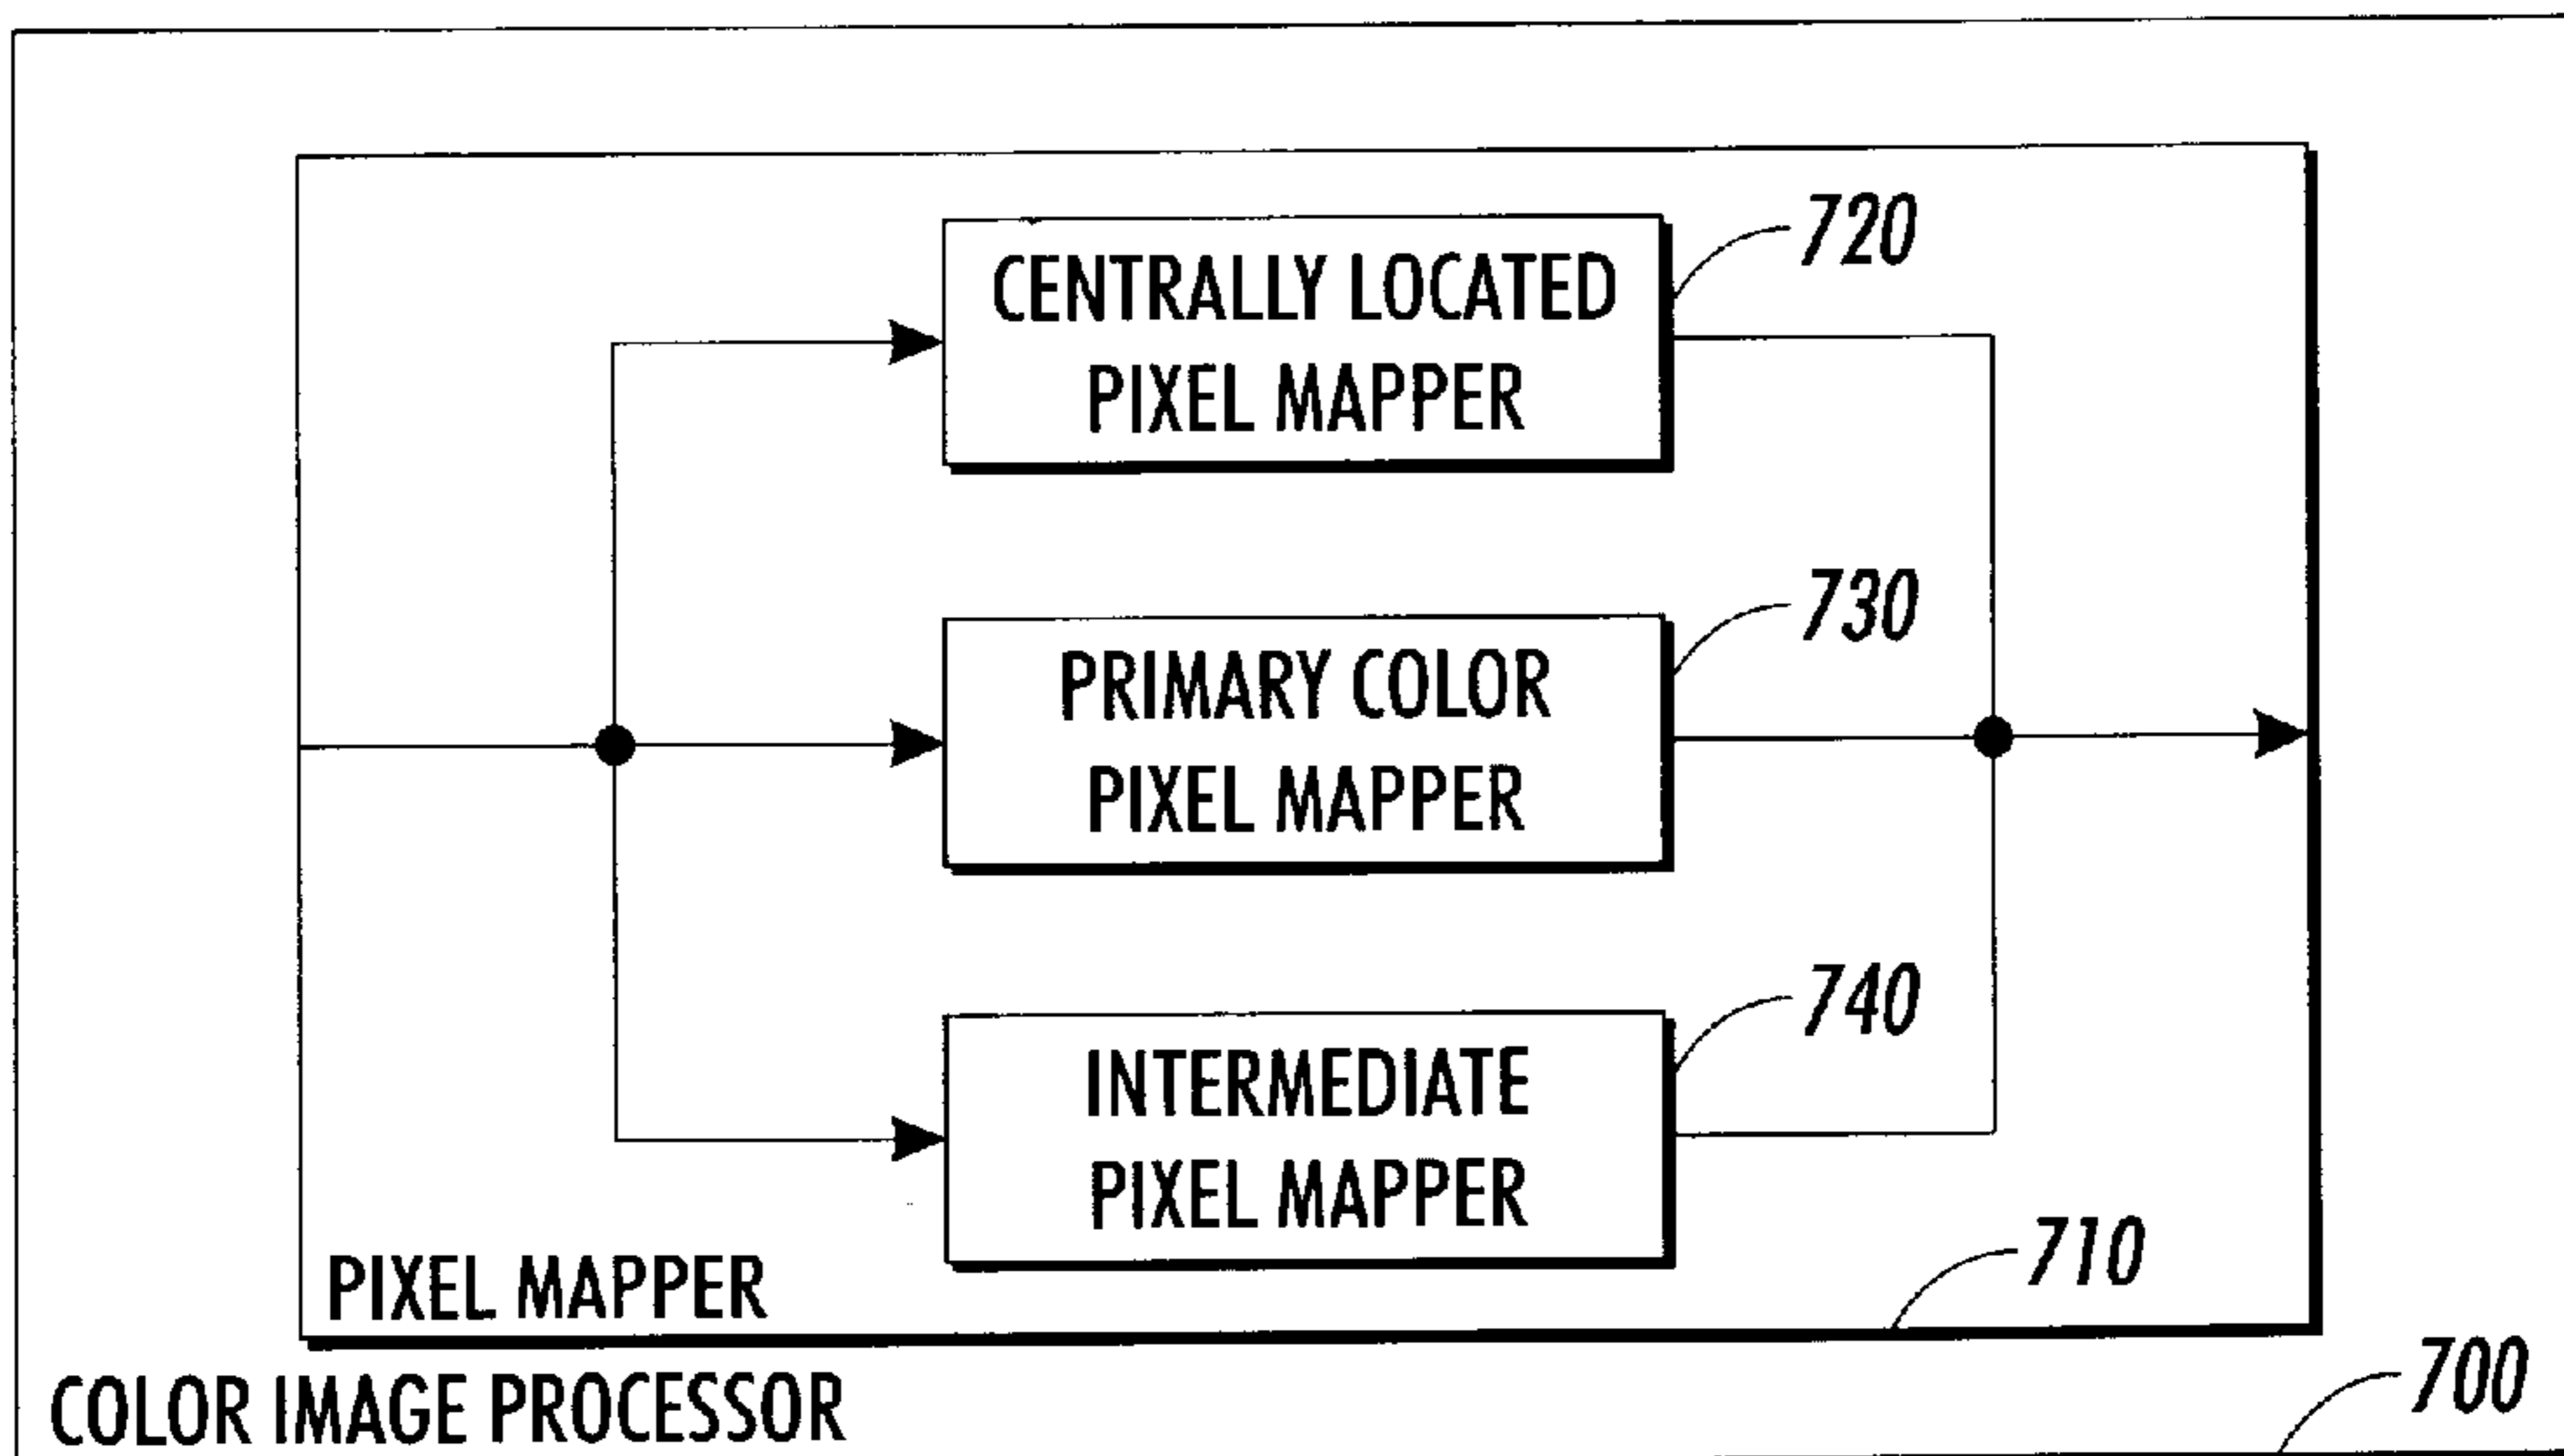 720
CENTRALLY LOCATED
PIXEL MAPPER
730
PRIMARY COLOR
PIXEL MAPPER
740
INTERMEDIATE
PIXEL MAPPER
710
PIXEL MAPPER
700
COLOR IMAGE PROCESSOR